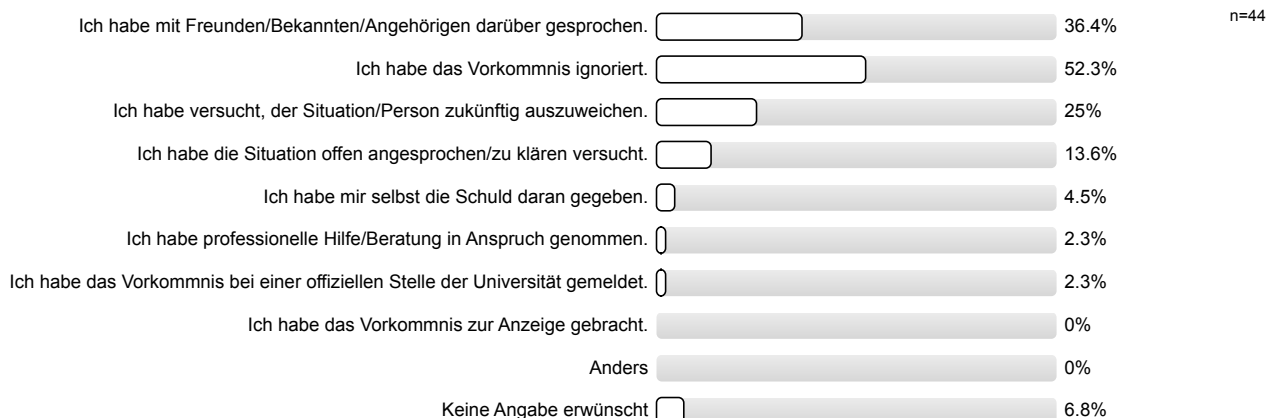 Ich habe mit Freunden/Bekannten/Angehörigen darüber gesprochen. 36.4% n=44
Ich habe das Vorkommnis ignoriert. 52.3%
Ich habe versucht, der Situation/Person zukünftig auszuweichen. 25%
Ich habe die Situation offen angesprochen/zu klären versucht. 13.6%
Ich habe mir selbst die Schuld daran gegeben. 4.5%
Ich habe professionelle Hilfe/Beratung in Anspruch genommen. 2.3%
Ich habe das Vorkommnis bei einer offiziellen Stelle der Universität gemeldet. 2.3%
Ich habe das Vorkommnis zur Anzeige gebracht. 0%
Anders 0%
Keine Angabe erwünscht 6.8%